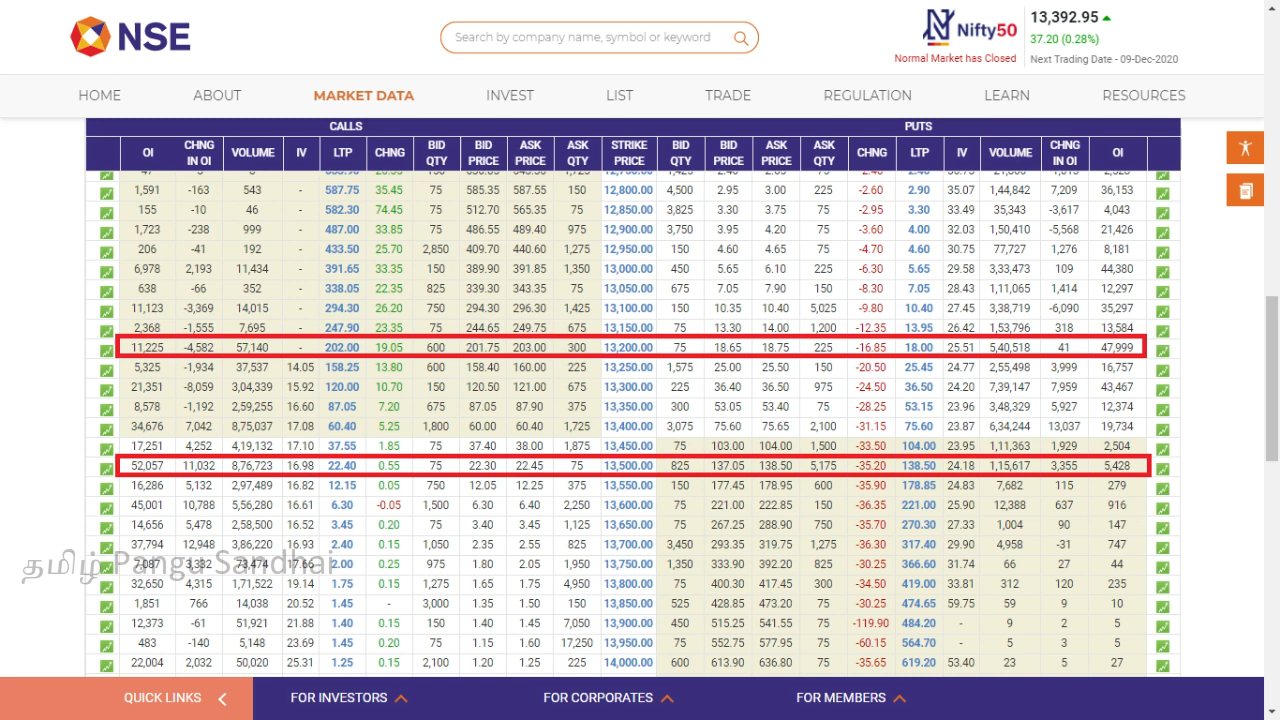 NSE
Search by company name, symbol or keyword
Nifty50
13,392.95
37.20 (0.28%)
Normal Market has Closed
Next Trading Date - 09-Dec-2020
HOME ABOUT MARKET DATA INVEST LIST TRADE REGULATION LEARN RESOURCES
CALLS PUTS
OI CHNG IN OI VOLUME IV LTP CHNG BID QTY BID PRICE ASK PRICE ASK QTY STRIKE PRICE BID QTY BID PRICE ASK PRICE ASK QTY CHNG LTP IV VOLUME CHNG IN OI OI
1,591 -163 543 - 587.75 35.45 75 585.35 587.55 150 12,800.00 4,500 2.95 3.00 225 -2.60 2.90 35.07 1,44,842 7,209 36,153
155 -10 46 - 582.30 74.45 75 512.70 565.35 75 12,850.00 3,825 3.30 3.75 75 -2.95 3.30 33.49 35,343 -3,617 4,043
1,723 -238 999 - 487.00 33.85 75 486.55 489.40 975 12,900.00 3,750 3.95 4.20 75 -3.60 4.00 32.03 1,50,410 -5,568 21,426
206 -41 192 - 433.50 25.70 2,850 409.70 440.60 1,275 12,950.00 150 4.60 4.65 75 -4.70 4.60 30.75 77,727 1,276 8,181
6,978 2,193 11,434 - 391.65 33.35 150 389.90 391.85 1,350 13,000.00 450 5.65 6.10 225 -6.30 5.65 29.58 3,33,473 109 44,380
638 -66 352 - 338.05 22.35 825 339.30 343.35 75 13,050.00 675 7.05 7.90 150 -8.30 7.05 28.43 1,11,065 1,414 12,297
11,123 -3,369 14,015 - 294.30 26.20 750 294.30 296.30 1,425 13,100.00 150 10.35 10.40 5,025 -9.80 10.40 27.45 3,38,719 -6,090 35,297
2,368 -1,555 7,695 - 247.90 23.35 75 244.65 249.75 675 13,150.00 75 13.30 14.00 1,200 -12.35 13.95 26.42 1,53,796 318 13,584
11,225 -4,582 57,140 - 202.00 19.05 600 201.75 203.00 300 13,200.00 75 18.65 18.75 225 -16.85 18.00 25.51 5,40,518 41 47,999
5,325 -1,934 37,537 14.05 158.25 13.80 600 158.40 160.00 225 13,250.00 1,575 25.00 25.50 150 -20.50 25.45 24.77 2,55,498 3,999 16,757
21,351 -8,059 3,04,339 15.92 120.00 10.70 150 120.50 121.00 675 13,300.00 225 36.40 36.50 975 -24.50 36.50 24.20 7,39,147 7,959 43,467
8,578 -1,192 2,59,255 16.60 87.05 7.20 675 87.05 87.90 375 13,350.00 300 53.05 53.40 75 -28.25 53.15 23.96 3,48,329 5,927 12,374
34,676 7,042 8,75,037 17.08 60.40 5.25 1,800 60.00 60.40 1,725 13,400.00 3,075 75.60 75.65 2,100 -31.15 75.60 23.87 6,34,244 13,037 19,734
17,251 4,252 4,19,132 17.10 37.55 1.85 75 37.40 38.00 1,875 13,450.00 75 103.00 104.00 1,500 -33.50 104.00 23.95 1,11,363 1,929 2,504
52,057 11,032 8,76,723 16.98 22.40 0.55 75 22.30 22.45 75 13,500.00 825 137.05 138.50 5,175 -35.20 138.50 24.18 1,15,617 3,355 5,428
16,286 5,132 2,97,489 16.82 12.15 0.05 750 12.05 12.25 375 13,550.00 150 177.45 178.95 600 -35.90 178.85 24.83 7,682 115 279
45,001 10,788 5,56,280 16.61 6.30 -0.05 1,500 6.30 6.40 2,250 13,600.00 75 221.00 222.85 150 -36.35 221.00 25.90 12,388 637 916
14,656 5,478 2,58,500 16.52 3.45 0.20 75 3.40 3.45 1,125 13,650.00 75 267.25 288.90 750 -35.70 270.30 27.33 1,004 90 147
37,794 12,948 3,86,220 16.93 2.40 0.15 1,050 2.35 2.55 825 13,700.00 3,450 293.35 319.75 1,275 -36.30 317.40 29.90 4,958 -31 747
7,087 3,332 73,474 17.66 2.00 0.25 975 1.80 2.05 1,950 13,750.00 1,350 333.90 392.20 825 -30.25 366.60 31.74 66 27 44
தமிழ் Pangu Sandhai
32,650 4,315 1,71,522 19.14 1.75 0.15 1,275 1.65 1.75 4,950 13,800.00 75 400.30 417.45 300 -34.50 419.00 33.81 312 120 235
1,851 766 14,038 20.52 1.45 - 3,000 1.35 1.50 150 13,850.00 525 428.85 473.20 75 -30.25 474.65 59.75 59 9 10
12,373 -61 51,921 21.88 1.40 0.15 150 1.40 1.45 7,050 13,900.00 450 515.25 541.55 75 -119.90 484.20 - 9 2 5
483 -140 5,148 23.69 1.45 0.20 75 1.15 1.60 17,250 13,950.00 75 552.75 577.95 75 -60.15 564.70 - 5 3 5
22,004 2,032 50,020 25.31 1.25 0.15 2,100 1.20 1.25 225 14,000.00 600 613.90 636.80 75 -35.65 619.20 53.40 23 5 27
QUICK LINKS FOR INVESTORS FOR CORPORATES FOR MEMBERS